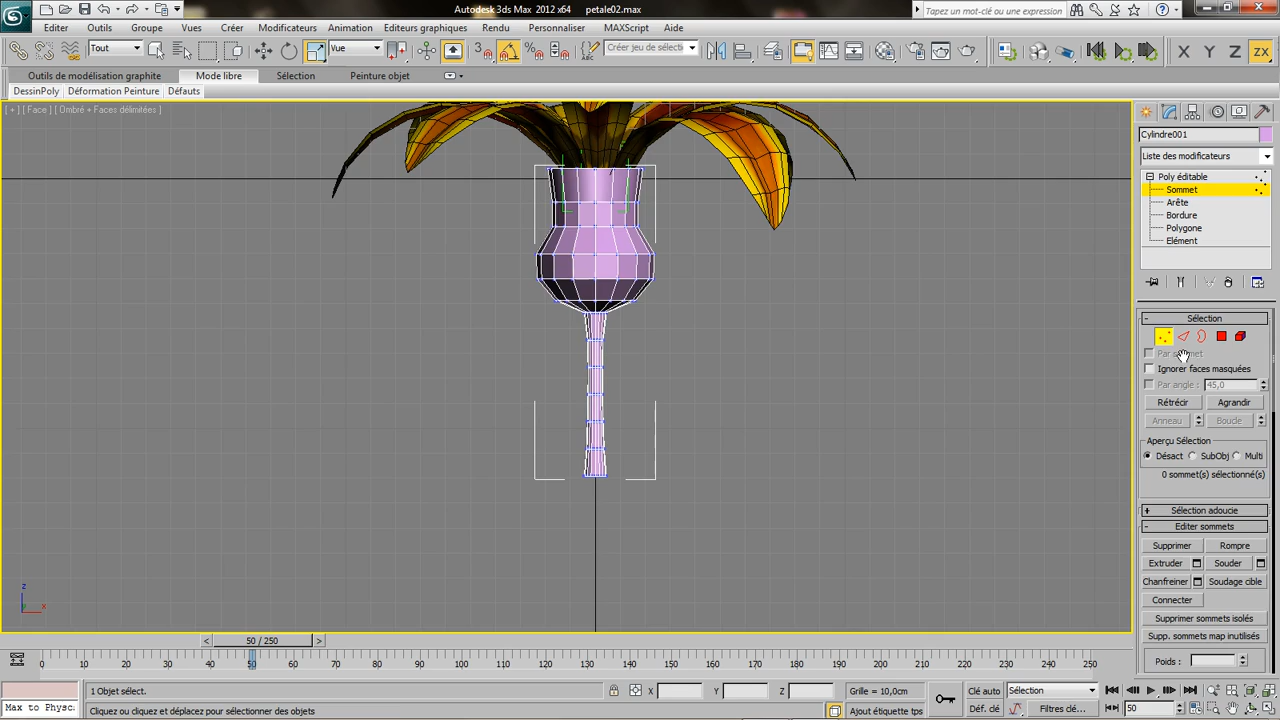 Autodesk 3ds Max 2012 x64 petale02.max
Tapez un mot-clé ou une expression
Editer Outils Groupe Vues Créer Modificateurs Animation Editeurs graphiques Rendu Personnaliser MAXScript Aide
Tout Vue 3 Créer jeu de sélectio X Y Z ZX
Outils de modélisation graphite Mode libre Sélection Peinture objet
DessinPoly Déformation Peinture Défauts
[ + ] [ Face ] [ Ombré + Faces délimitées ]
Cylindre001
Liste des modificateurs
Poly éditable
Sommet
Arête
Bordure
Polygone
Elément
- Sélection
Par sommet
Ignorer faces masquées
Par angle : 45,0
Rétrécir Agrandir
Anneau Boucle
Aperçu Sélection
Désact SubObj Multi
0 sommet(s) sélectionné(s)
+ Sélection adoucie
- Editer sommets
Supprimer Rompre
Extruder Souder
Chanfreiner Soudage cible
Connecter
Supprimer sommets isolés
Supp. sommets map inutilisés
Poids :
z
x
< 50 / 250 >
0 10 20 30 40 50 60 70 80 90 100 110 120 130 140 150 160 170 180 190 200 210 220 230 240 250
1 Objet sélect. X Y Z Grille = 10,0cm Clé auto Sélection
Max to Physc. Cliquez ou cliquez et déplacez pour sélectionner des objets Ajout étiquette tps Déf. clé Filtres clé... 50